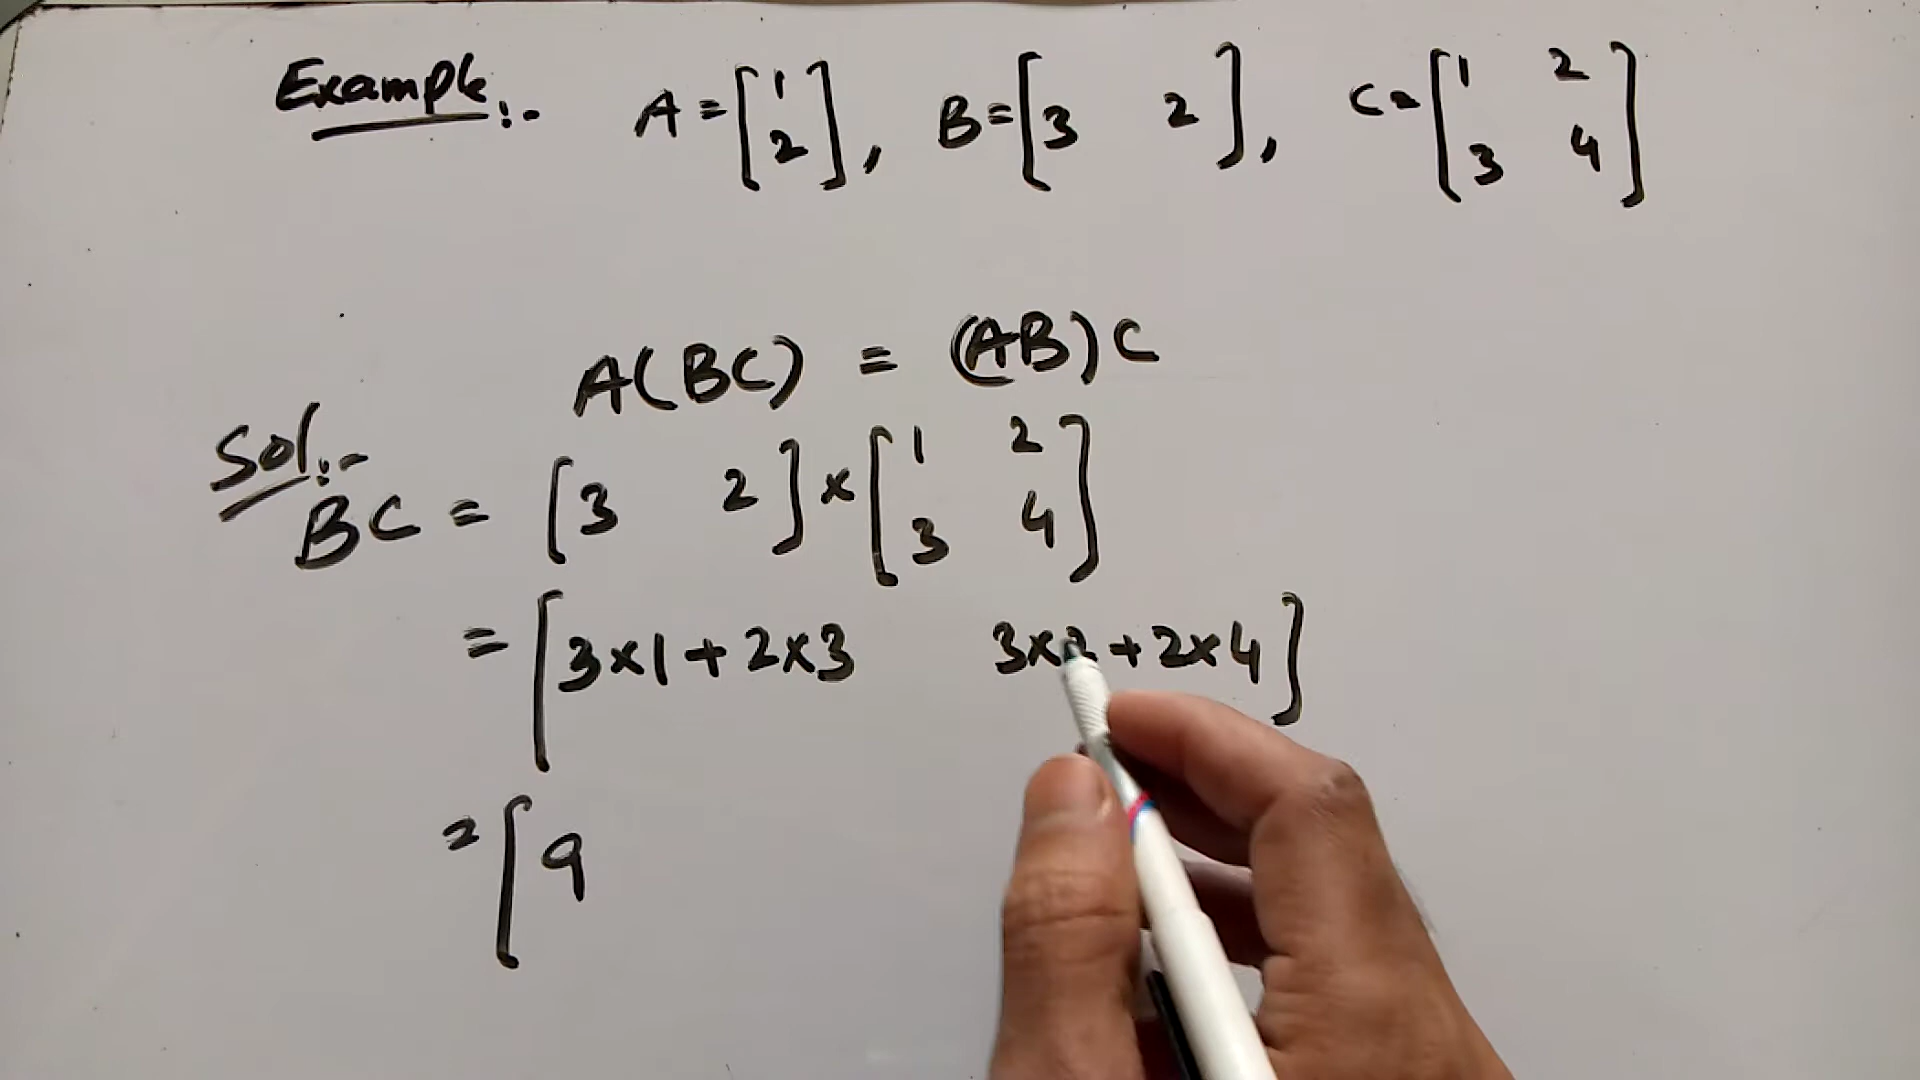 Example:- A = [1 2], B = [3 2], C = [1 2 3 4]
A(BC) = (AB)C
Sol:-
BC = [3 2] × [1 2 3 4]
= [3×1+2×3 3×2+2×4]
= [9